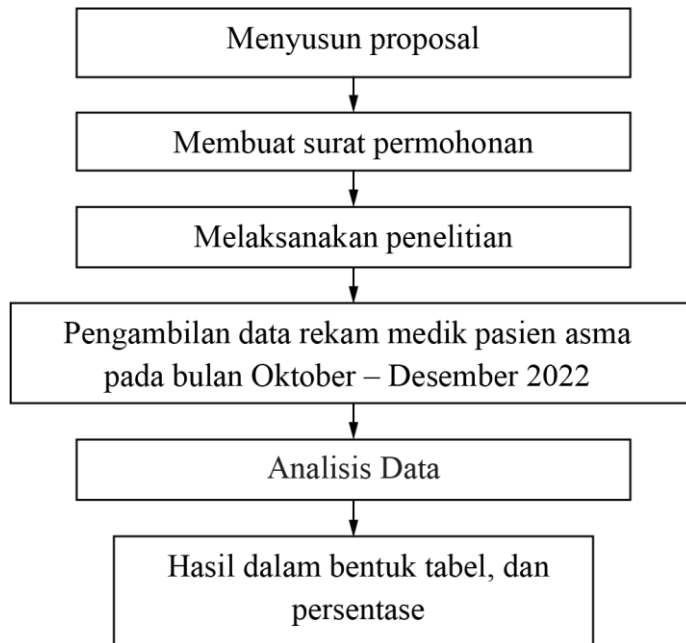 Menyusun proposal
Membuat surat permohonan
Melaksanakan penelitian
Pengambilan data rekam medik pasien asma
pada bulan Oktober – Desember 2022
Analisis Data
Hasil dalam bentuk tabel, dan
persentase